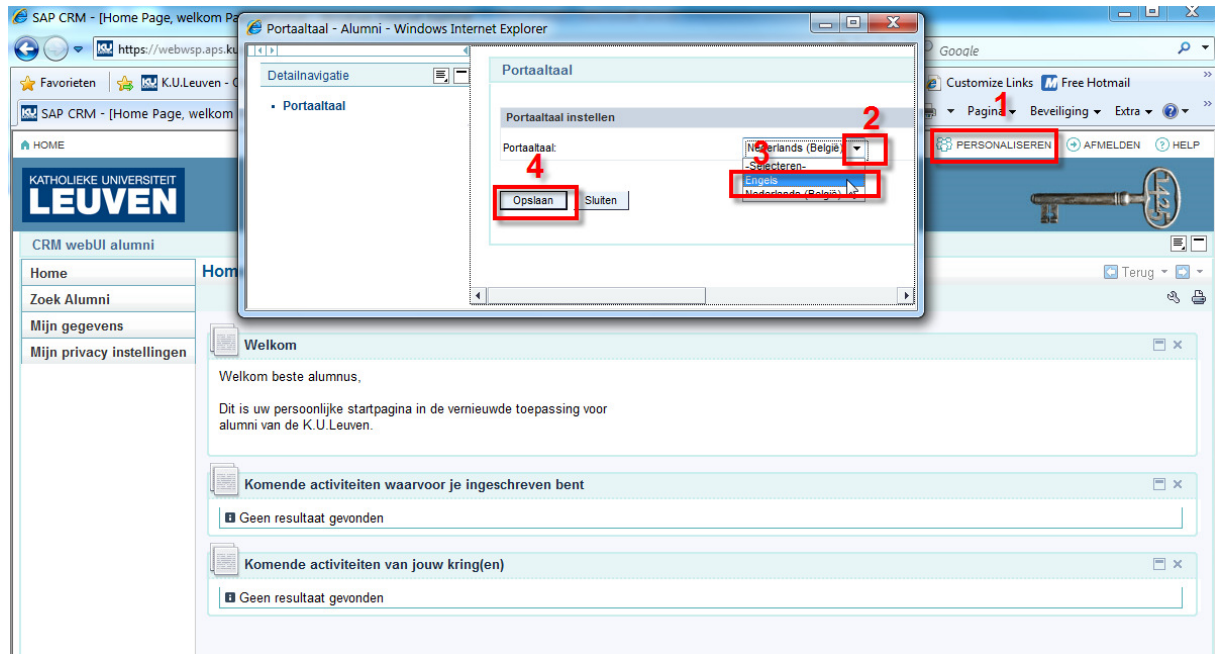 SAP CRM - [Home Page, welkom Pa
Portaaltaal - Alumni - Windows Internet Explorer
https://webwsp.aps.ku
Google
Favorieten
K.U.Leuven - G
Customize Links
Free Hotmail
SAP CRM - [Home Page, welkom
Pagina
Beveiliging
Extra
1
HOME
PERSONALISEREN
AFMELDEN
HELP
KATHOLIEKE UNIVERSITEIT
LEUVEN
1425
Detailnavigatie
Portaaltaal
Portaaltaal
Portaaltaal instellen
2
Portaaltaal:
Nederlands (België)
3
-Selecteren-
Engels
Nederlands (België)
4
Opslaan
Sluiten
CRM webUI alumni
Home
Zoek Alumni
Mijn gegevens
Mijn privacy instellingen
Hom
Terug
Welkom
Welkom beste alumnus,
Dit is uw persoonlijke startpagina in de vernieuwde toepassing voor
alumni van de K.U.Leuven.
Komende activiteiten waarvoor je ingeschreven bent
Geen resultaat gevonden
Komende activiteiten van jouw kring(en)
Geen resultaat gevonden